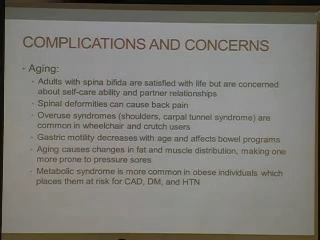 COMPLICATIONS AND CONCERNS
• Aging:
• Adults with spina bifida are satisfied with life but are concerned
about self-care ability and partner relationships
• Spinal deformities can cause back pain
• Overuse syndromes (shoulders, carpal tunnel syndrome) are
common in wheelchair and crutch users
• Gastric motility decreases with age and affects bowel programs
• Aging causes changes in fat and muscle distribution, making one
more prone to pressure sores
• Metabolic syndrome is more common in obese individuals which
places them at risk for CAD, DM, and HTN